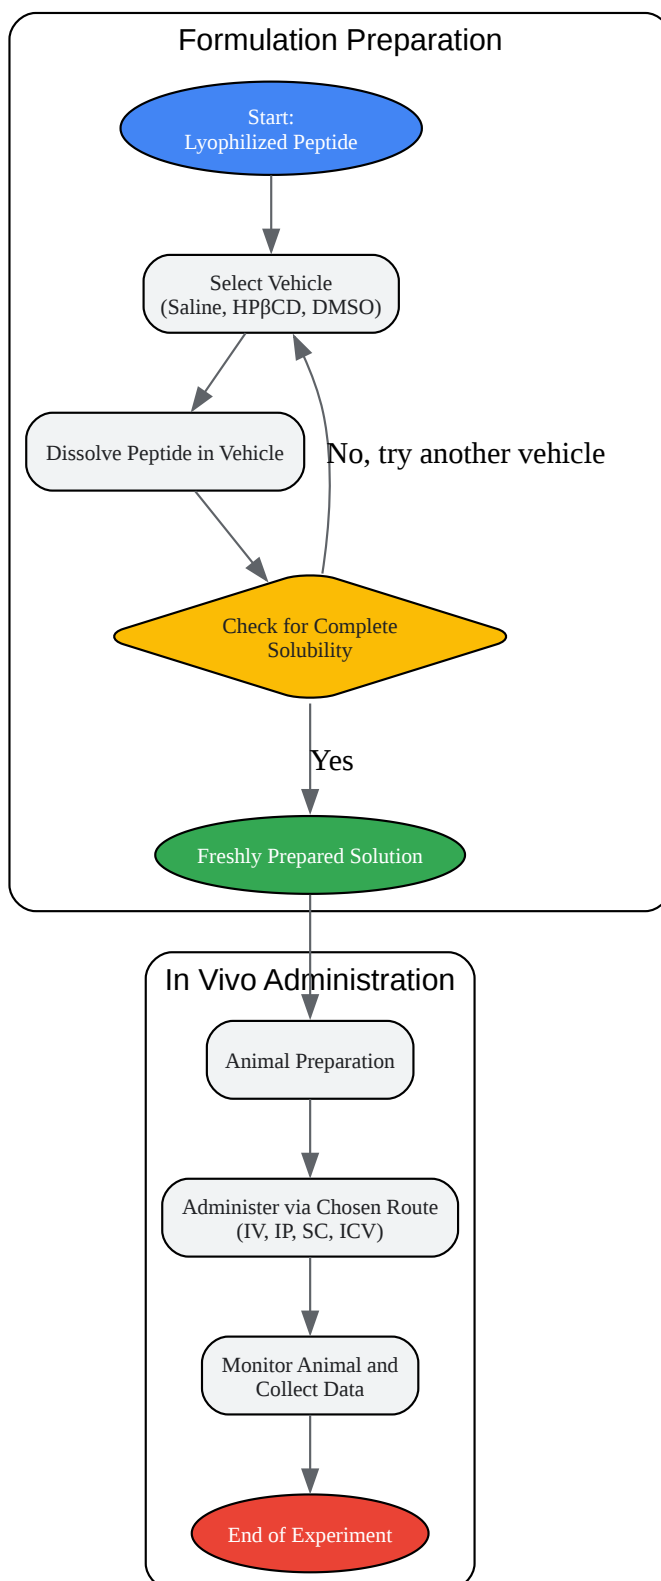 Formulation Preparation
Start:
Lyophilized Peptide
Select Vehicle
(Saline, HPβCD, DMSO)
Dissolve Peptide in Vehicle
No, try another vehicle
Check for Complete
Solubility
Yes
Freshly Prepared Solution
In Vivo Administration
Animal Preparation
Administer via Chosen Route
(IV, IP, SC, ICV)
Monitor Animal and
Collect Data
End of Experiment